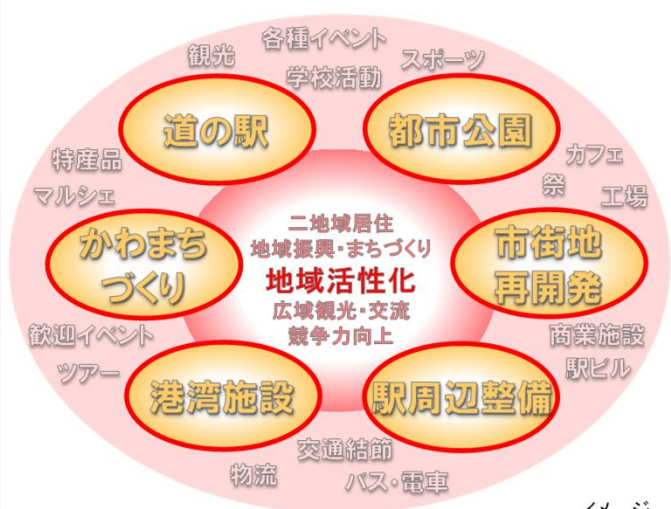 各種イベント
観光
スポーツ
学校活動
道の駅
都市公園
特産品
マルシェ
カフェ
祭
工場
かわまち
づくり
二地域居住
地域振興・まちづくり
地域活性化
広域観光・交流
競争力向上
市街地
再開発
歓迎イベント
ツアー
商業施設
駅ビル
港湾施設
駅周辺整備
交通結節
物流
バス・電車